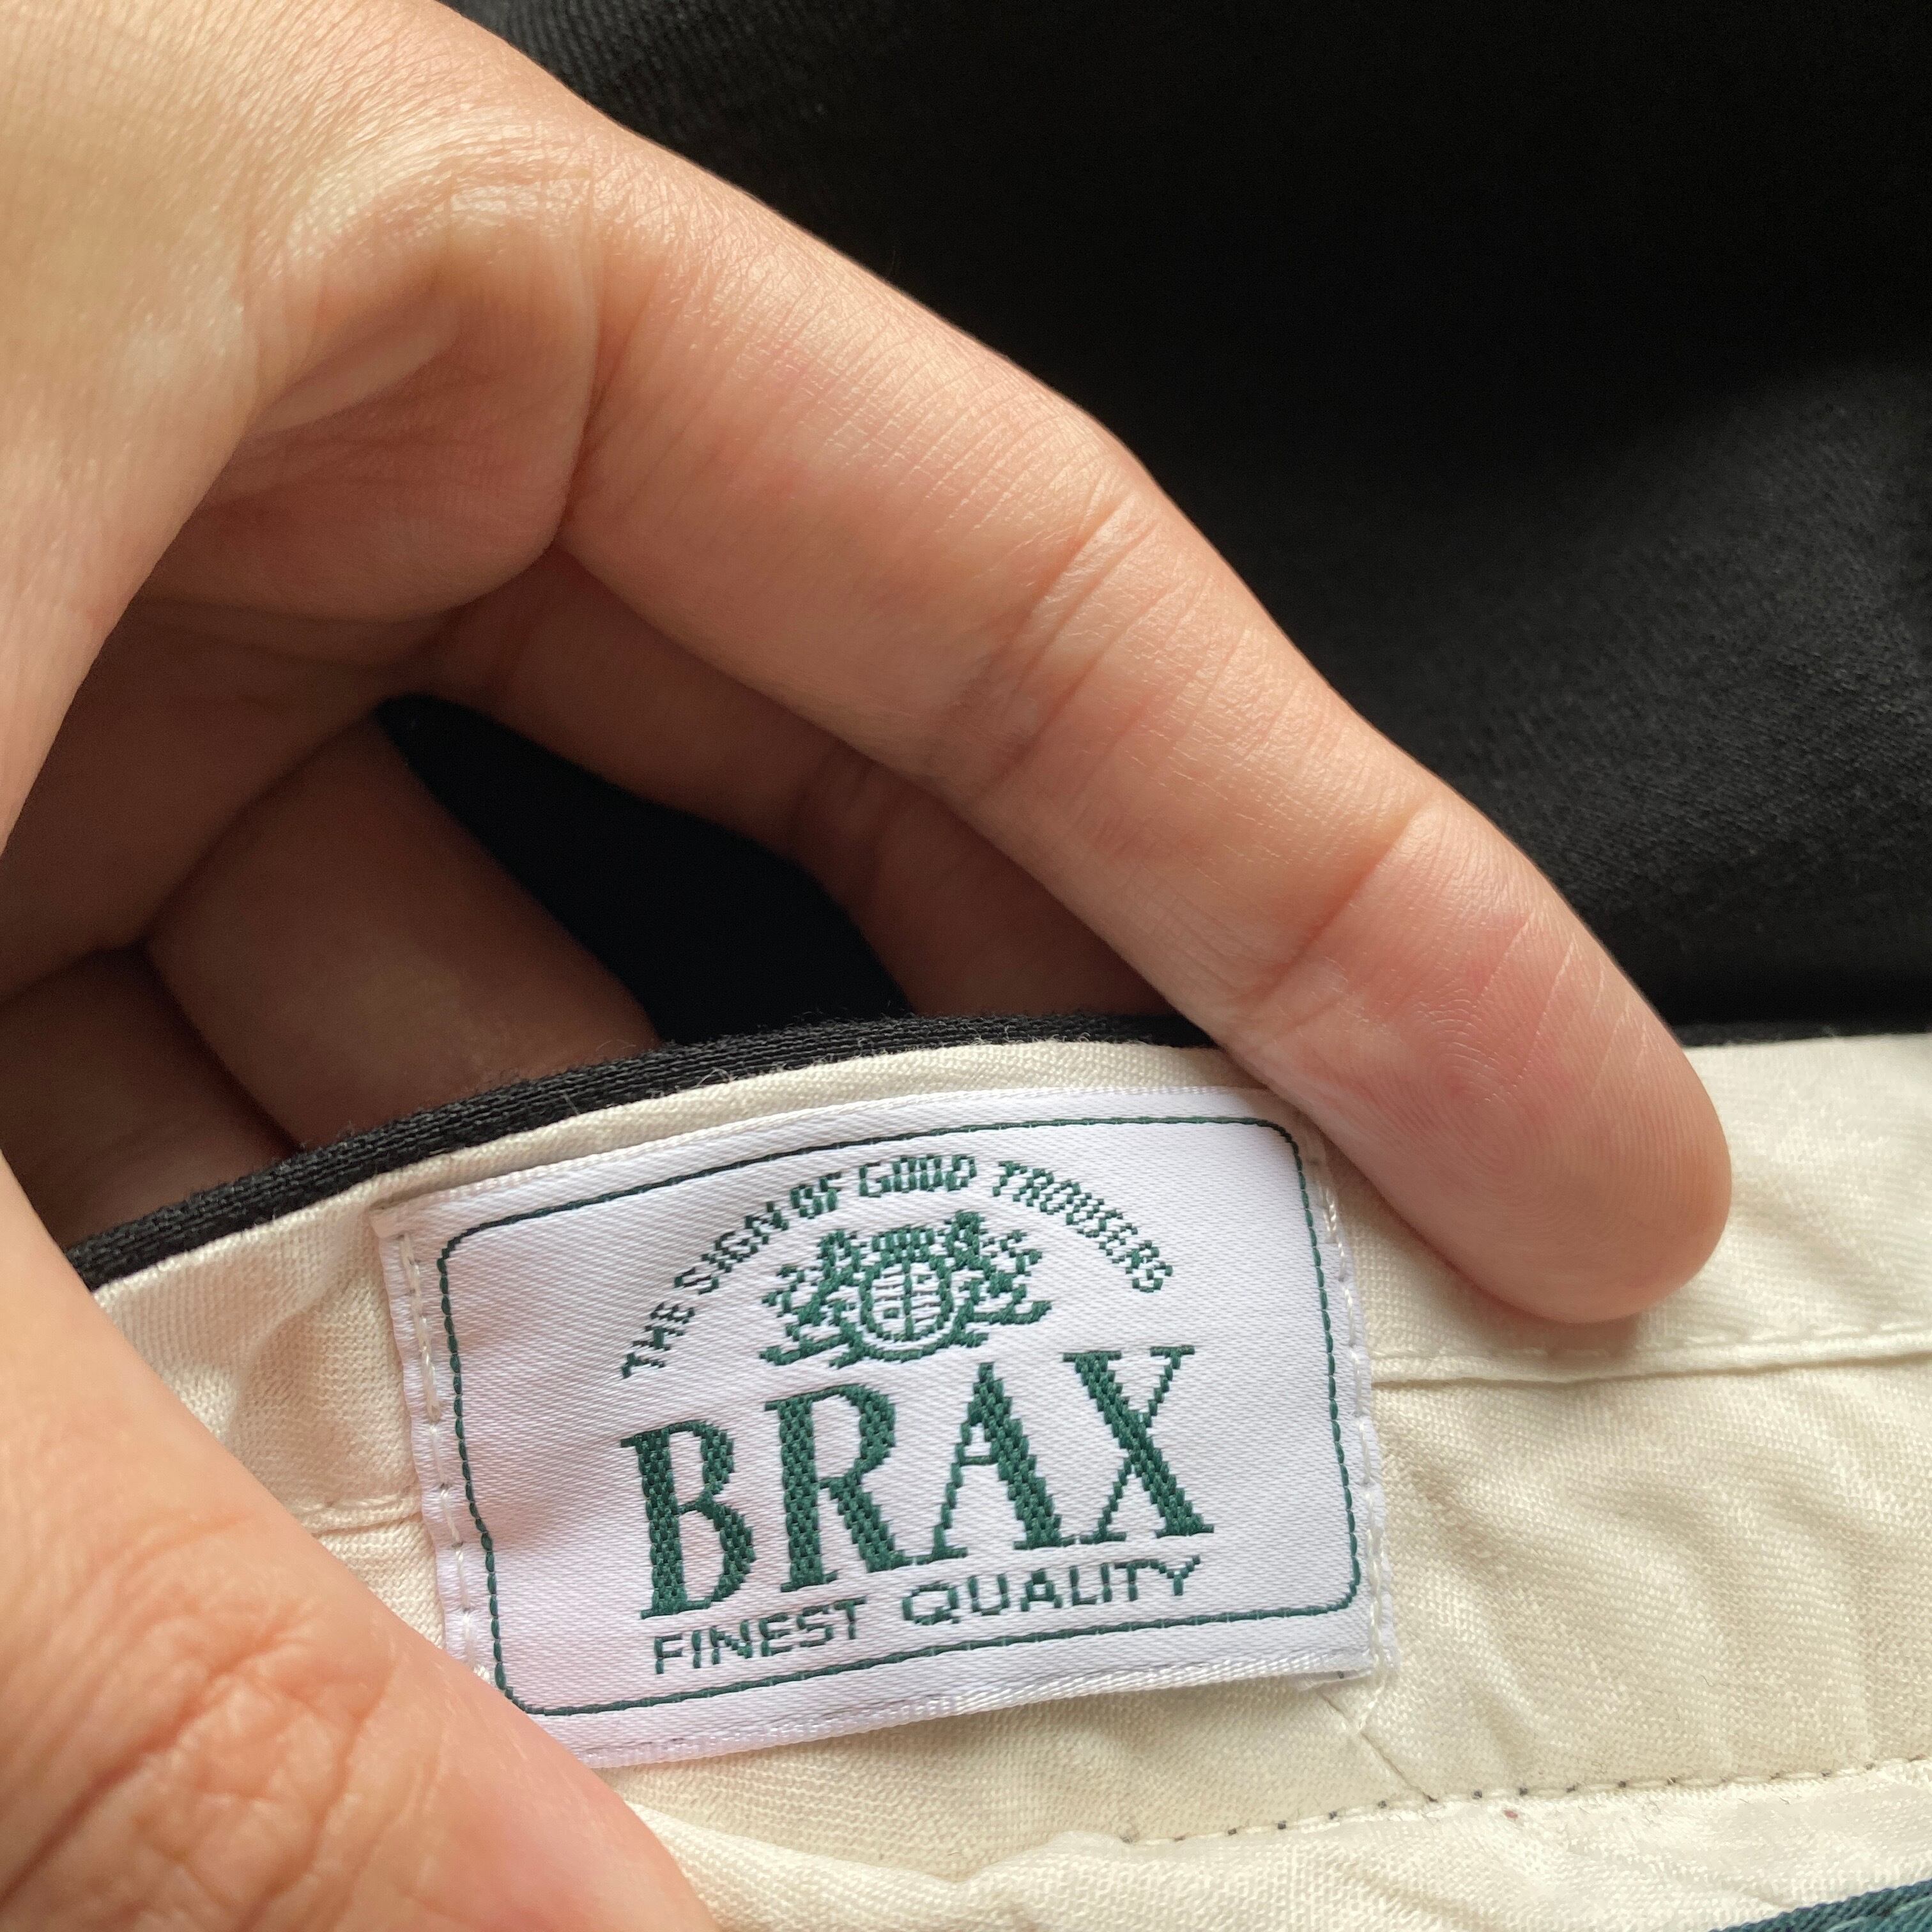 THE SIGN OF GOOD TROUSERS
BRAX
FINEST QUALITY